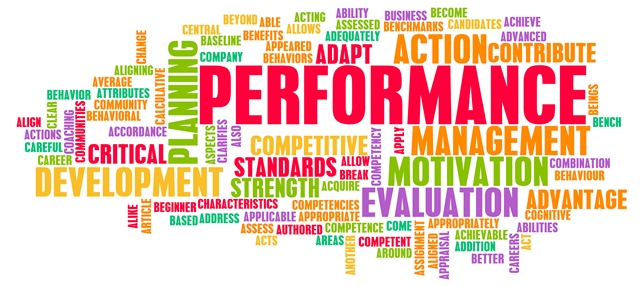 BEYOND ABLE ACTING ABILITY BUSINESS BECOME
CENTRAL BENEFITS ALLOWS ASSESSED BENCHMARKS CANDIDATES ACHIEVE
CHANGE BASELINE APPEARED ADEQUATELY ADVANCED
COMPANY BEHAVIORS ADAPT ACTION CONTRIBUTE
ALIGNING PLANNING
AVERAGE CALCULATIVE PERFORMANCE
BEHAVIOR ATTRIBUTES
CLEAR COMMUNITY BEINGS
ALIGN COACHING COMMUNITIES BEHAVIORAL BENCH
ACTIONS ACCORDANCE ASPECTS CLARIFIES ALSO COMPETITIVE COMPETENCY APPLY MANAGEMENT
CAREFUL CRITICAL
CAREER STANDARDS ALLOW MOTIVATION COMBINATION
BREAK BEHAVIOUR
DEVELOPMENT STRENGTH ACQUIRE
EVALUATION ADVANTAGE
ALIKE ARTICLE BEGINNER CHARACTERISTICS COMPETENCIES COGNITIVE
BASED ADDRESS APPLICABLE APPROPRIATE
ASSESS AUTHORED COMPETENCE COME ASSIGNMENT ALIGNED APPROPRIATELY ABILITIES
ACTS AREAS ANOTHER COMPETENT APPRAISAL ACHIEVABLE CAREERS ACT
AROUND ADDITION
BETTER